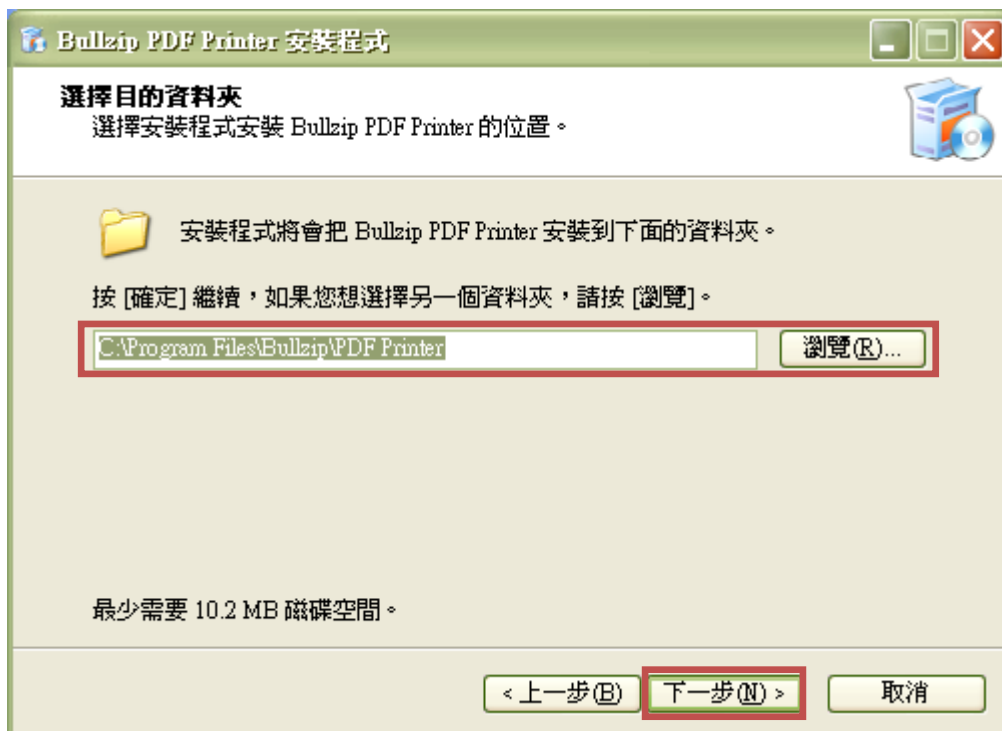 Bullzip PDF Printer 安裝程式
選擇目的資料夾
選擇安裝程式安裝 Bullzip PDF Printer 的位置。
安裝程式將會把 Bullzip PDF Printer 安裝到下面的資料夾。
按 [確定] 繼續，如果您想選擇另一個資料夾，請按 [瀏覽]。
C:\Program Files\Bullzip\PDF Printer
瀏覽(R)...
最少需要 10.2 MB 磁碟空間。
< 上一步(B)
下一步(N) >
取消